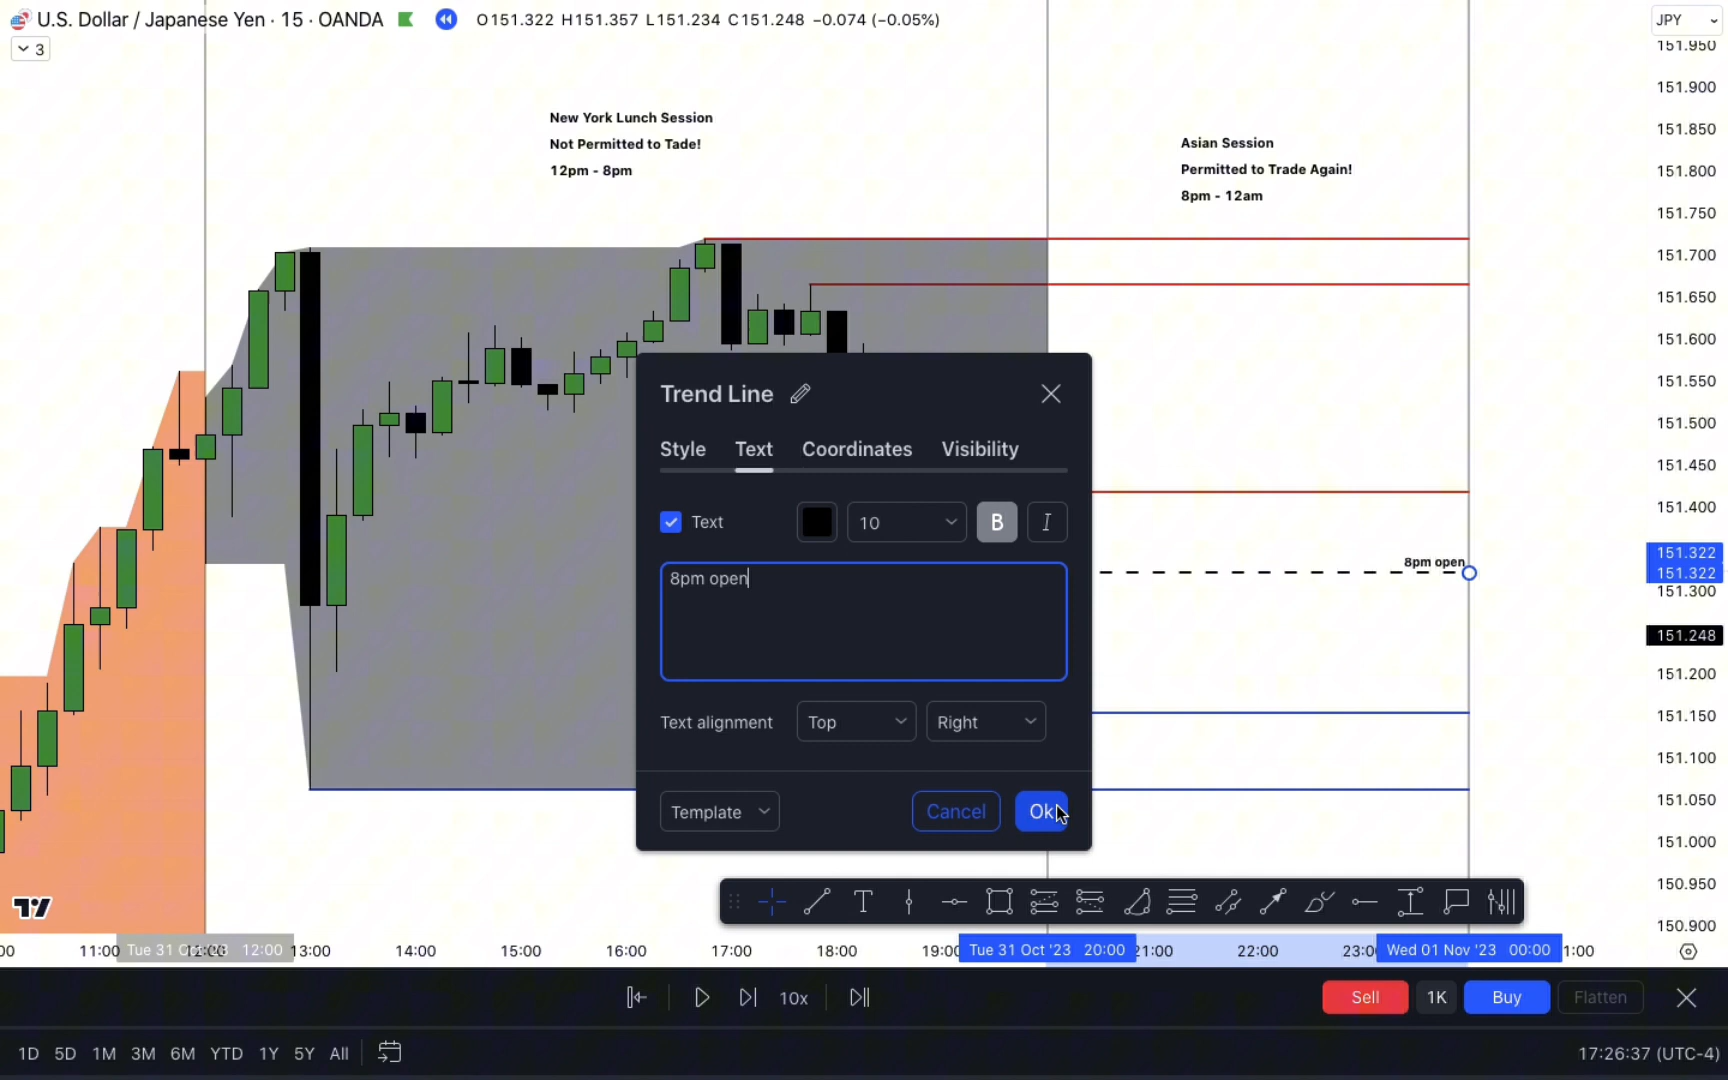 U.S. Dollar / Japanese Yen · 15 · OANDA
O151.322 H151.357 L151.234 C151.248 −0.074 (−0.05%)
JPY
3
151.950
151.900
New York Lunch Session
Not Permitted to Tade!
12pm - 8pm
Asian Session
Permitted to Trade Again!
8pm - 12am
151.850
151.800
151.750
151.700
151.650
151.600
151.550
151.500
151.450
151.400
151.322
151.322
151.300
151.248
151.200
151.150
151.100
151.050
151.000
150.950
150.900
Trend Line
Style Text Coordinates Visibility
Text
10
B
I
8pm open
8pm open
Text alignment
Top
Right
Template
Cancel
Ok
T
00 11:00 Tue 31 Oct '23 12:00 13:00 14:00 15:00 16:00 17:00 18:00 19:00 Tue 31 Oct '23 20:00 21:00 22:00 23:00 Wed 01 Nov '23 00:00 1:00
10x
Sell 1K Buy Flatten
1D 5D 1M 3M 6M YTD 1Y 5Y All
17:26:37 (UTC-4)